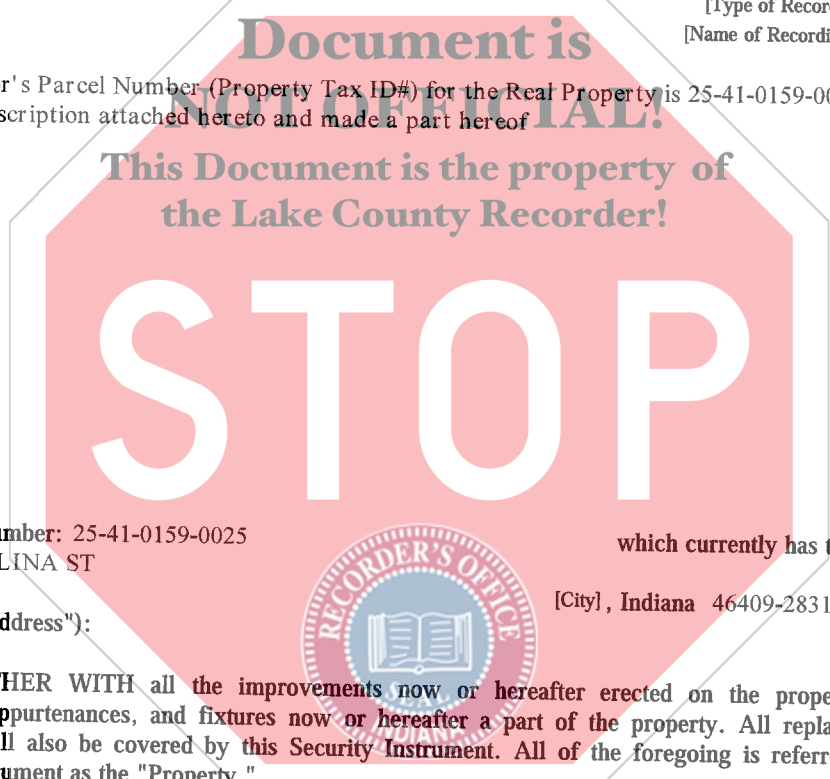 [Type of Recor
[Name of Recordi
Document is
r's Parcel Number (Property Tax ID#) for the Real Property is 25-41-0159-00
NOT OFFICIAL!
scription attached hereto and made a part hereof
This Document is the property of
the Lake County Recorder!
STOP
umber: 25-41-0159-0025
which currently has t
LINA ST
RECORDER'S OFFICE
[City], Indiana 46409-2831
ddress"):
SEAL
INDIANA
HER WITH all the improvements now or hereafter erected on the prope
ppurtenances, and fixtures now or hereafter a part of the property. All repla
ll also be covered by this Security Instrument. All of the foregoing is referr
ument as the "Property."